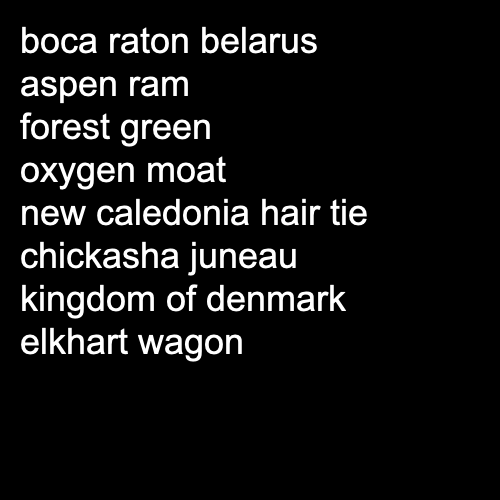 boca raton belarus
aspen ram
forest green
oxygen moat
new caledonia hair tie
chickasha juneau
kingdom of denmark
elkhart wagon